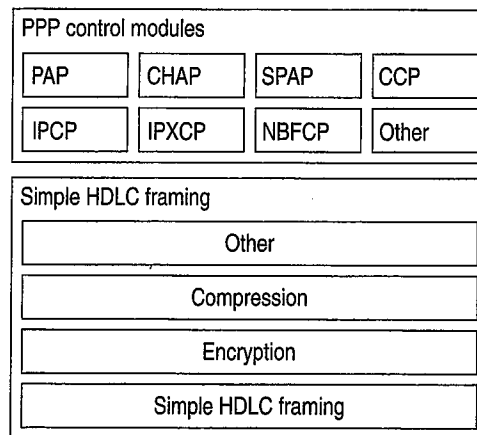 PPP control modules
PAP CHAP SPAP CCP
IPCP IPXCP NBFCP Other
Simple HDLC framing
Other
Compression
Encryption
Simple HDLC framing